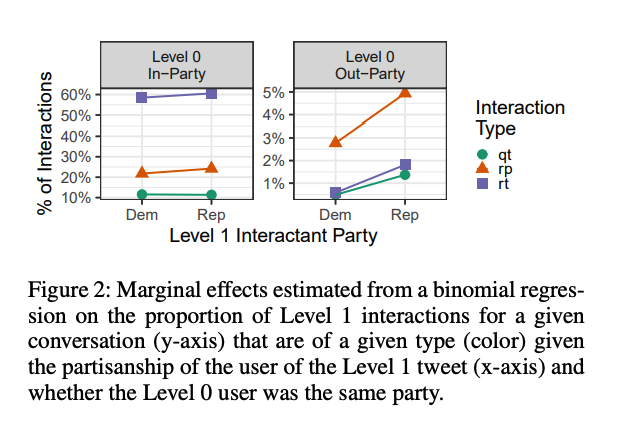 Level 0
In−Party
Level 0
Out−Party
% of Interactions
60%
50%
40%
30%
20%
10%
5%
4%
3%
2%
1%
Dem
Rep
Dem
Rep
Level 1 Interactant Party
Interaction
Type
qt
rp
rt
Figure 2: Marginal effects estimated from a binomial regres-
sion on the proportion of Level 1 interactions for a given
conversation (y-axis) that are of a given type (color) given
the partisanship of the user of the Level 1 tweet (x-axis) and
whether the Level 0 user was the same party.